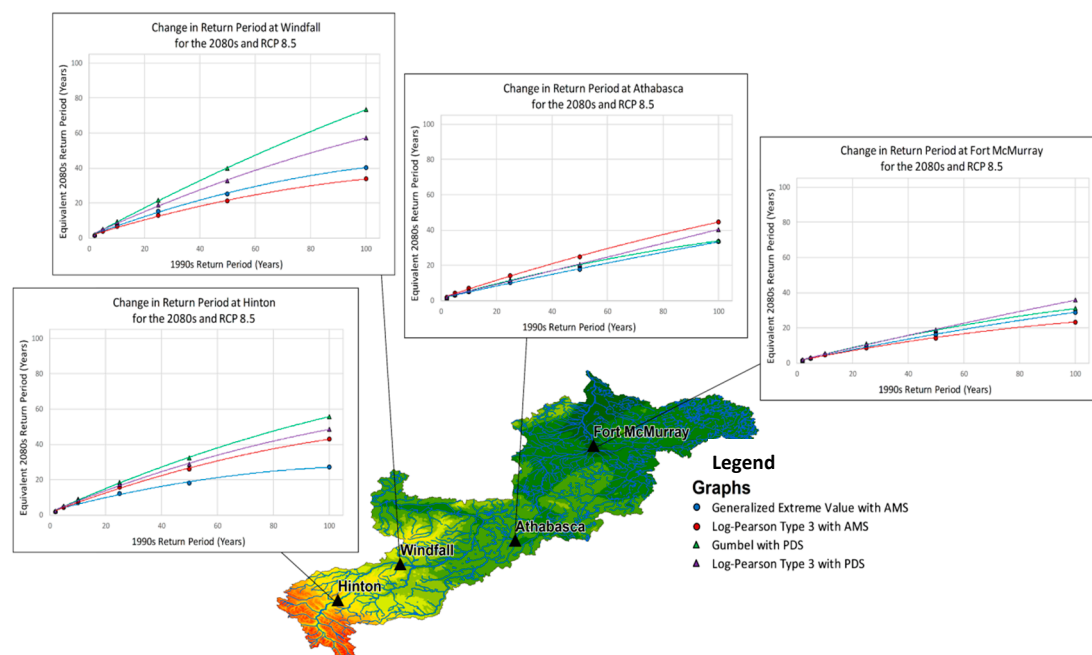 Change in Return Period at Windfall
for the 2080s and RCP 8.5
Equivalent 2080s Return Period (Years)
100
80
60
40
20
0
0 20 40 60 80 100
1990s Return Period (Years)
Change in Return Period at Athabasca
for the 2080s and RCP 8.5
Equivalent 2080s Return Period (Years)
100
80
60
40
20
0
0 20 40 60 80 100
1990s Return Period (Years)
Change in Return Period at Fort McMurray
for the 2080s and RCP 8.5
Equivalent 2080s Return Period (Years)
100
80
60
40
20
0
0 20 40 60 80 100
1990s Return Period (Years)
Change in Return Period at Hinton
for the 2080s and RCP 8.5
Equivalent 2080s Return Period (Years)
100
80
60
40
20
0
0 20 40 60 80 100
1990s Return Period (Years)
Fort McMurray
Athabasca
Windfall
Hinton
Legend
Graphs
Generalized Extreme Value with AMS
Log-Pearson Type 3 with AMS
Gumbel with PDS
Log-Pearson Type 3 with PDS